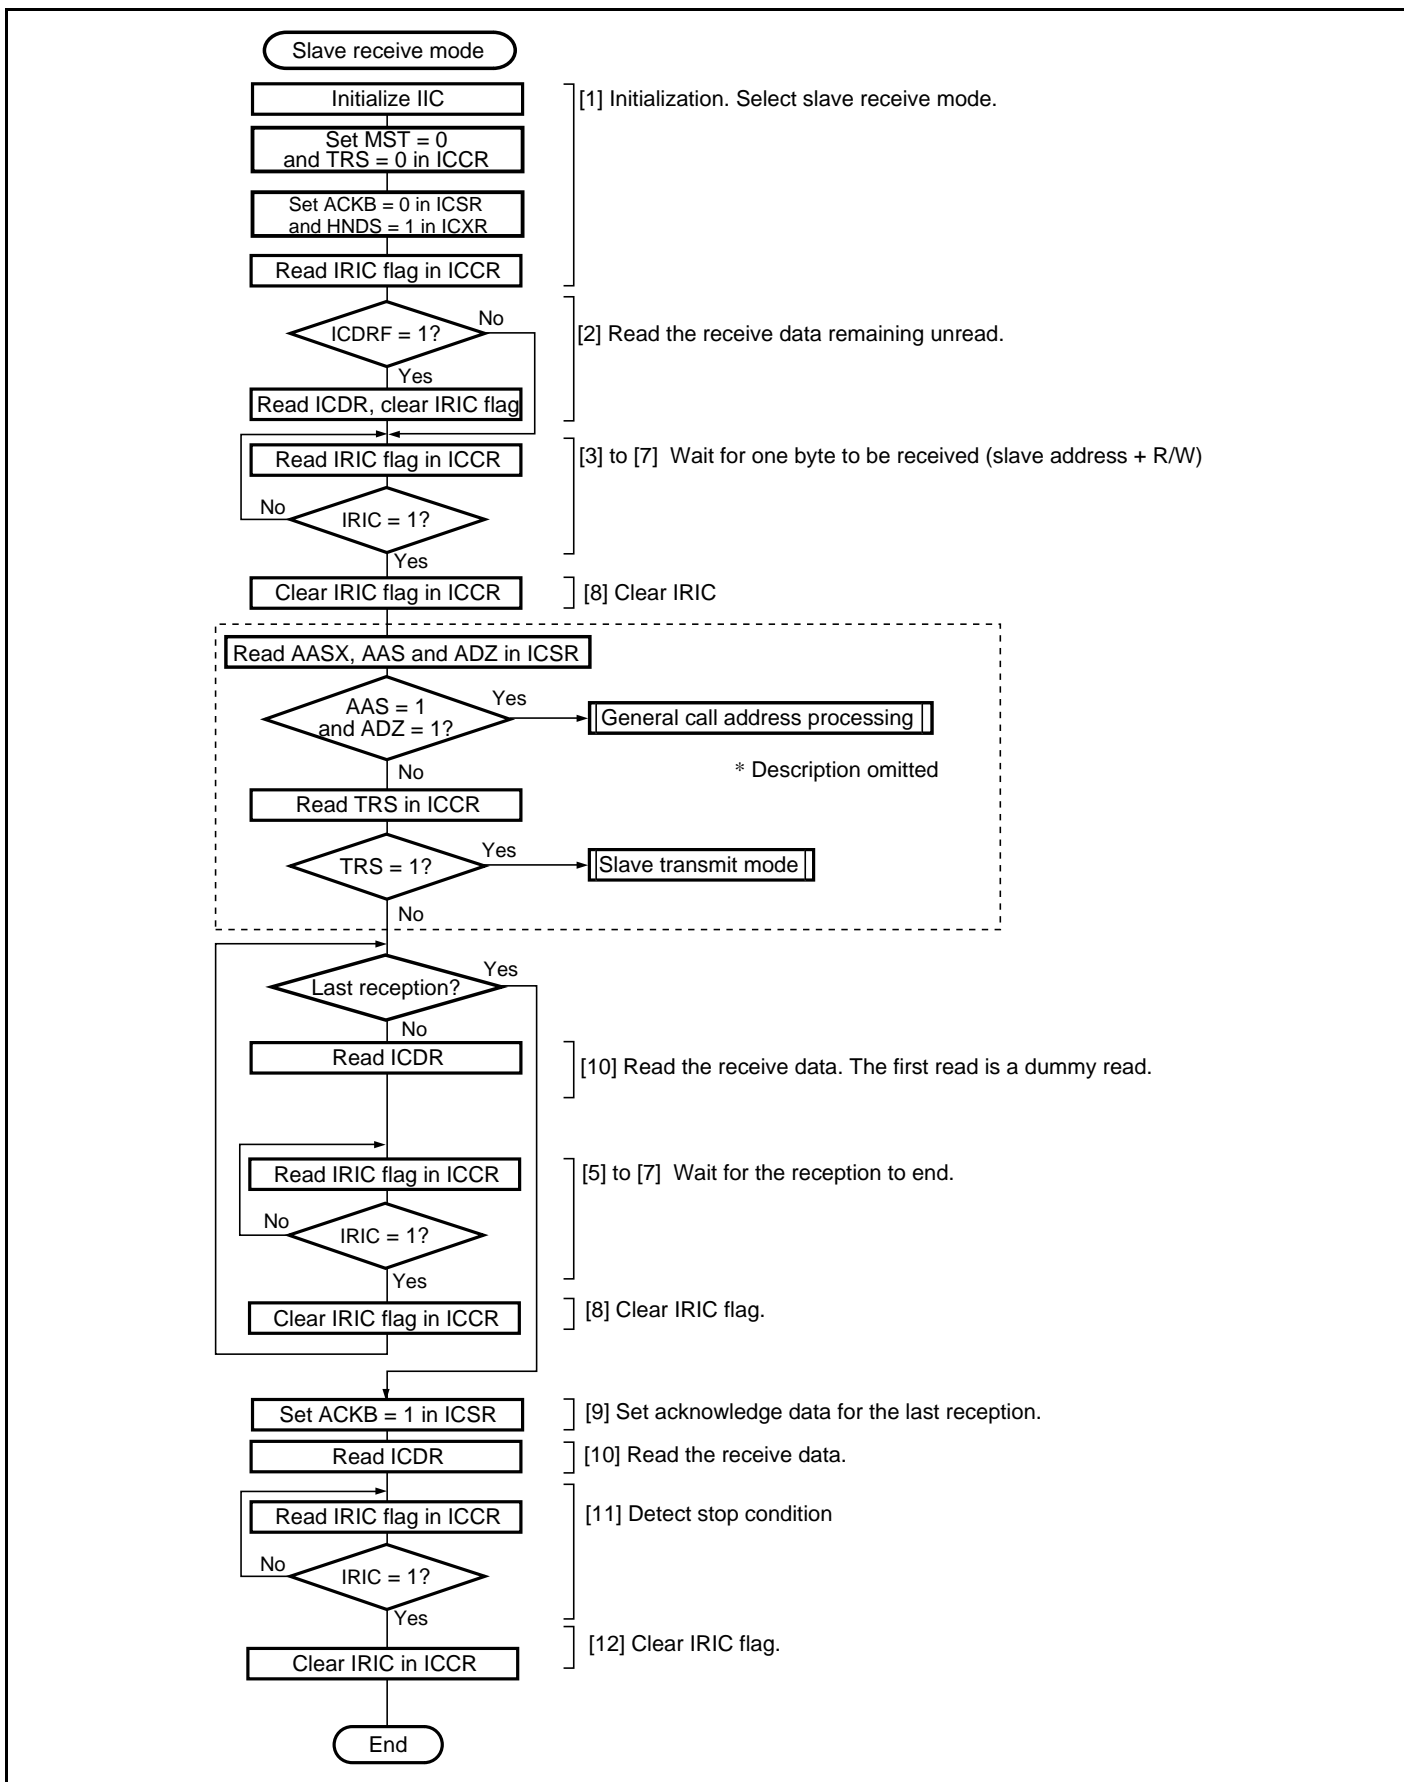 Slave receive mode
Initialize IIC
[1] Initialization. Select slave receive mode.
Set MST = 0
and TRS = 0 in ICCR
Set ACKB = 0 in ICSR
and HNDS = 1 in ICXR
Read IRIC flag in ICCR
No
ICDRF = 1?
[2] Read the receive data remaining unread.
Yes
Read ICDR, clear IRIC flag
Read IRIC flag in ICCR
[3] to [7] Wait for one byte to be received (slave address + R/W)
No
IRIC = 1?
Yes
Clear IRIC flag in ICCR
[8] Clear IRIC
Read AASX, AAS and ADZ in ICSR
AAS = 1
and ADZ = 1?
Yes
General call address processing
* Description omitted
No
Read TRS in ICCR
TRS = 1?
Yes
Slave transmit mode
No
Last reception?
Yes
No
Read ICDR
[10] Read the receive data. The first read is a dummy read.
Read IRIC flag in ICCR
[5] to [7] Wait for the reception to end.
No
IRIC = 1?
Yes
Clear IRIC flag in ICCR
[8] Clear IRIC flag.
Set ACKB = 1 in ICSR
[9] Set acknowledge data for the last reception.
Read ICDR
[10] Read the receive data.
Read IRIC flag in ICCR
[11] Detect stop condition
No
IRIC = 1?
Yes
Clear IRIC in ICCR
[12] Clear IRIC flag.
End